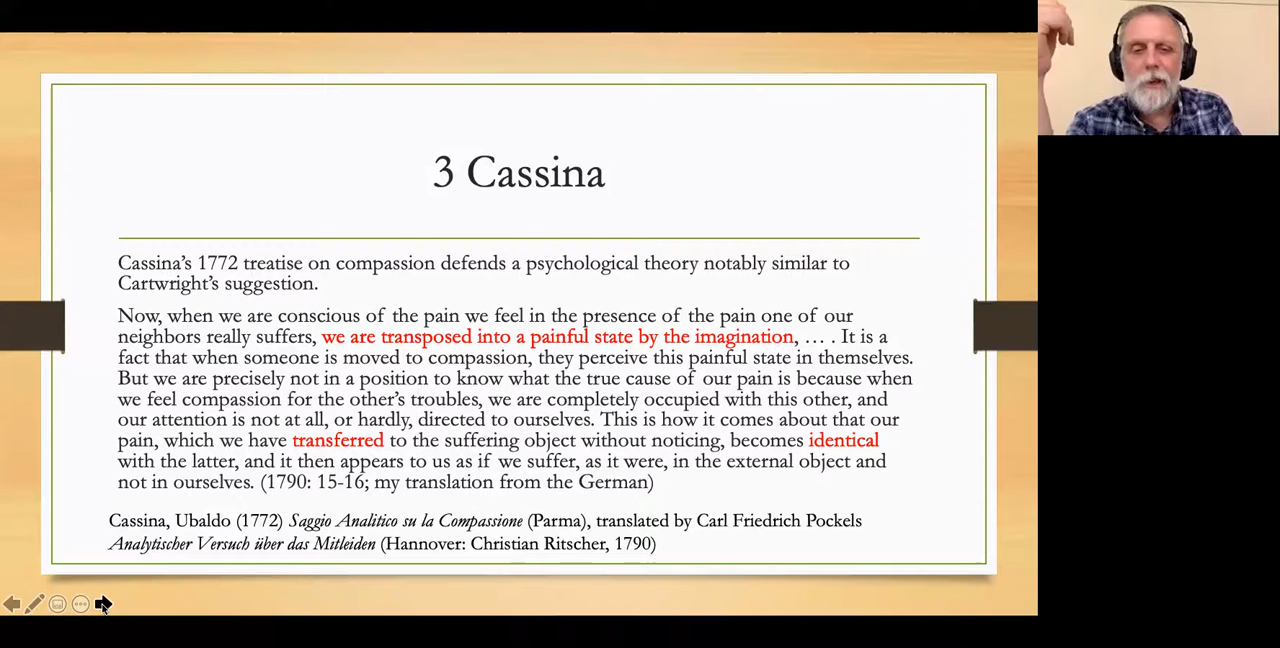 3 Cassina
Cassina's 1772 treatise on compassion defends a psychological theory notably similar to
Cartwright's suggestion.
Now, when we are conscious of the pain we feel in the presence of the pain one of our
neighbors really suffers, we are transposed into a painful state by the imagination, … . It is a
fact that when someone is moved to compassion, they perceive this painful state in themselves.
But we are precisely not in a position to know what the true cause of our pain is because when
we feel compassion for the other's troubles, we are completely occupied with this other, and
our attention is not at all, or hardly, directed to ourselves. This is how it comes about that our
pain, which we have transferred to the suffering object without noticing, becomes identical
with the latter, and it then appears to us as if we suffer, as it were, in the external object and
not in ourselves. (1790: 15-16; my translation from the German)
Cassina, Ubaldo (1772) Saggio Analitico su la Compassione (Parma), translated by Carl Friedrich Pockels
Analytischer Versuch über das Mitleiden (Hannover: Christian Ritscher, 1790)